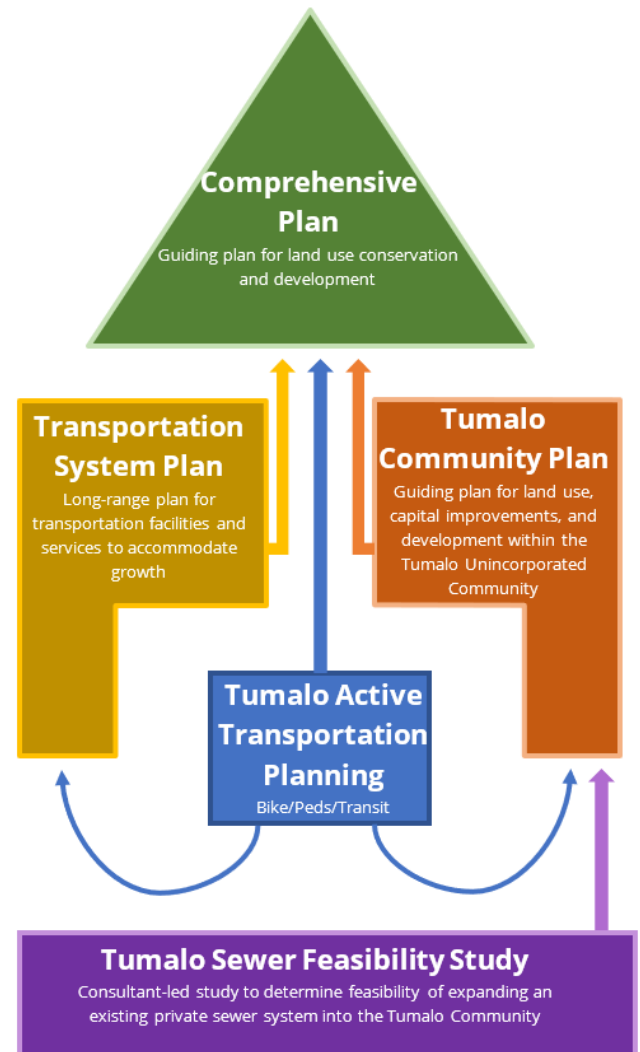 Comprehensive
Plan
Guiding plan for land use conservation
and development
Transportation
System Plan
Long-range plan for
transportation facilities and
services to accommodate
growth
Tumalo
Community Plan
Guiding plan for land use,
capital improvements, and
development within the
Tumalo Unincorporated
Community
Tumalo Active
Transportation
Planning
Bike/Peds/Transit
Tumalo Sewer Feasibility Study
Consultant-led study to determine feasibility of expanding an
existing private sewer system into the Tumalo Community